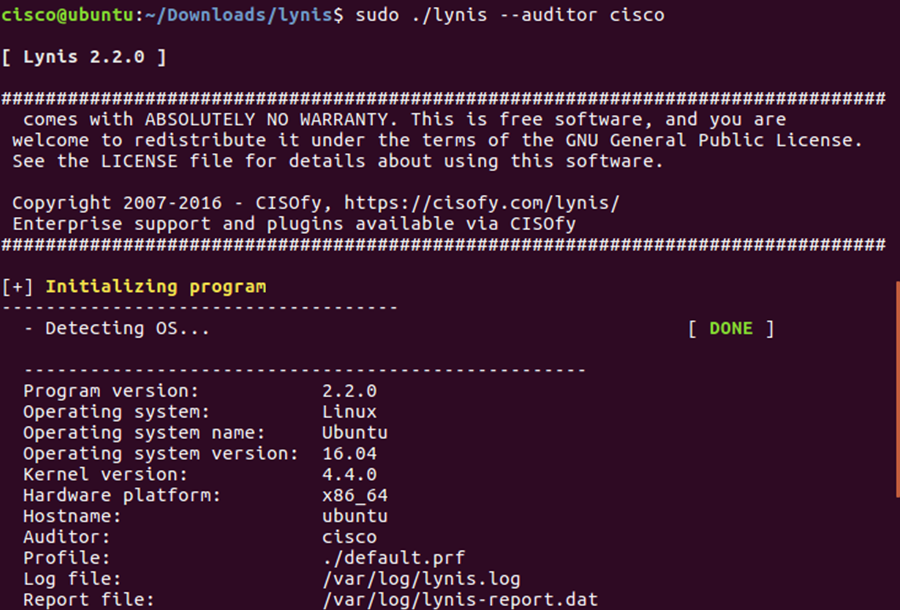 cisco@ubuntu:~/Downloads/lynis$ sudo ./lynis --auditor cisco
[ Lynis 2.2.0 ]
################################################################################
comes with ABSOLUTELY NO WARRANTY. This is free software, and you are
welcome to redistribute it under the terms of the GNU General Public License.
See the LICENSE file for details about using this software.
Copyright 2007-2016 - CISOfy, https://cisofy.com/lynis/
Enterprise support and plugins available via CISOfy
################################################################################
[+] Initializing program
------------------------------------
- Detecting OS... [ DONE ]
---------------------------------------------------
Program version: 2.2.0
Operating system: Linux
Operating system name: Ubuntu
Operating system version: 16.04
Kernel version: 4.4.0
Hardware platform: x86_64
Hostname: ubuntu
Auditor: cisco
Profile: ./default.prf
Log file: /var/log/lynis.log
Report file: /var/log/lynis-report.dat